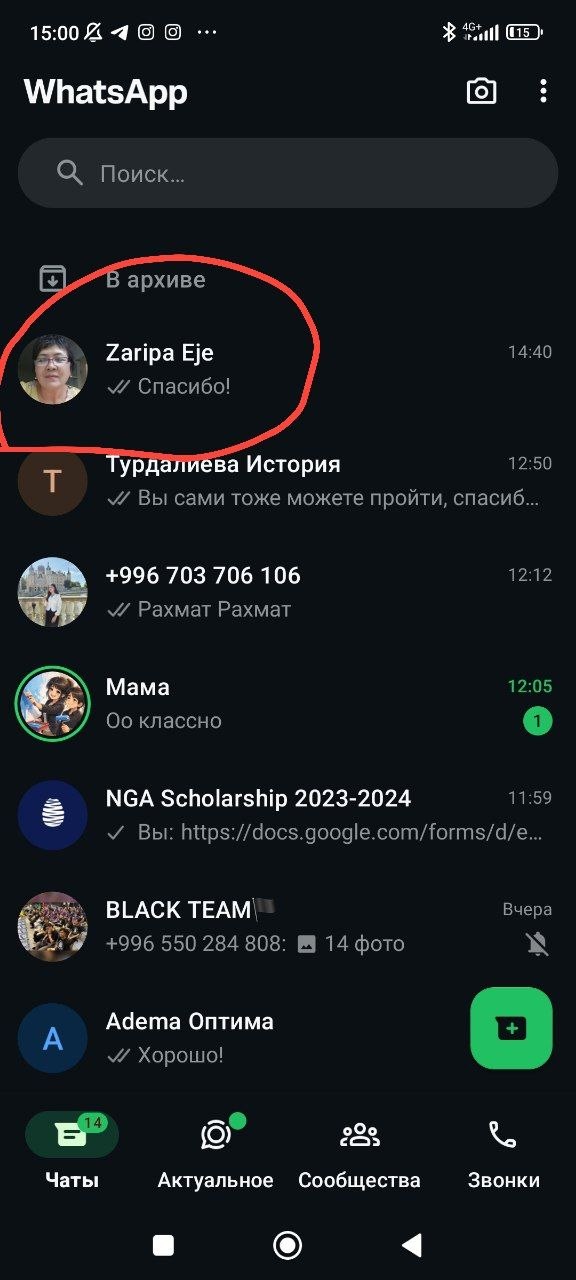 15:00 4G+ 15
WhatsApp
Поиск...
В архиве
Zaripa Eje 14:40
Спасибо!
Турдалиева История 12:50
Вы сами тоже можете пройти, спасиб...
+996 703 706 106 12:12
Рахмат Рахмат
Мама 12:05
Оо классно 1
NGA Scholarship 2023-2024 11:59
Вы: https://docs.google.com/forms/d/e...
BLACK TEAM🏴 Вчера
+996 550 284 808: 14 фото
Adema Оптима
Хорошо!
14
Чаты Актуальное Сообщества Звонки
T
A